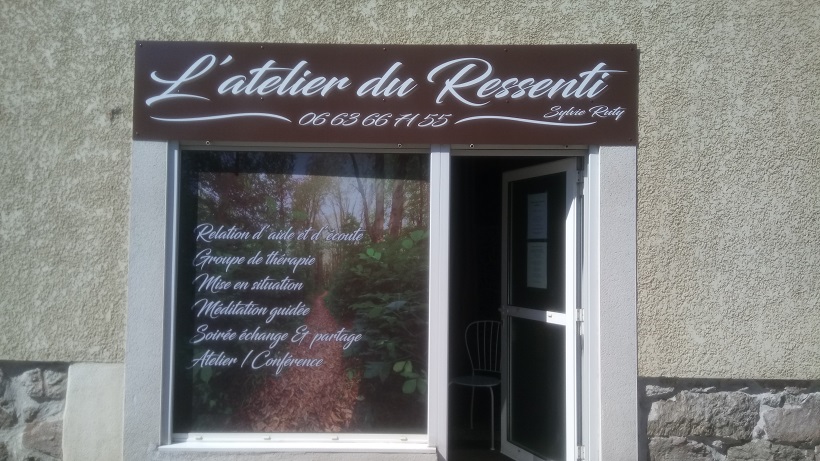 L'atelier du Ressenti
Sylvie Ruty
06 63 66 71 55
Relation d'aide et d'écoute
Groupe de thérapie
Mise en situation
Méditation guidée
Soirée échange & partage
Atelier / Conférence